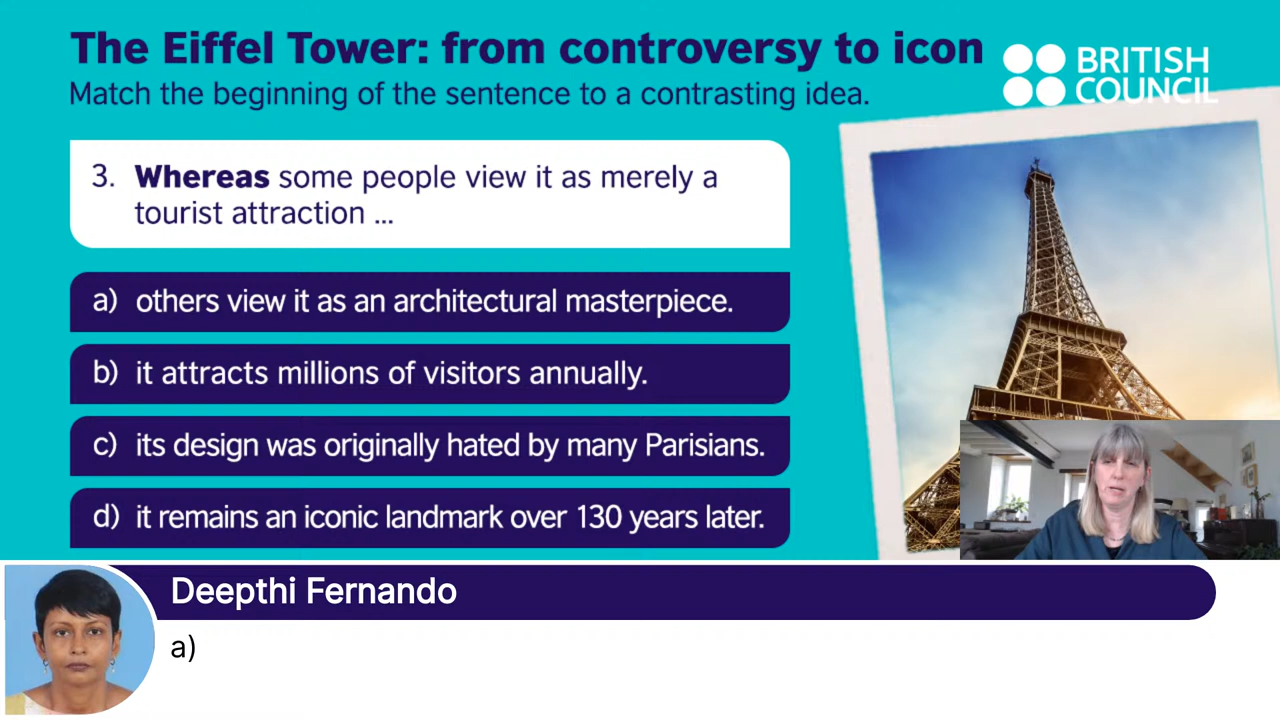 The Eiffel Tower: from controversy to icon
BRITISH
COUNCIL
Match the beginning of the sentence to a contrasting idea.
3. Whereas some people view it as merely a
tourist attraction ...
a) others view it as an architectural masterpiece.
b) it attracts millions of visitors annually.
c) its design was originally hated by many Parisians.
d) it remains an iconic landmark over 130 years later.
Deepthi Fernando
a)